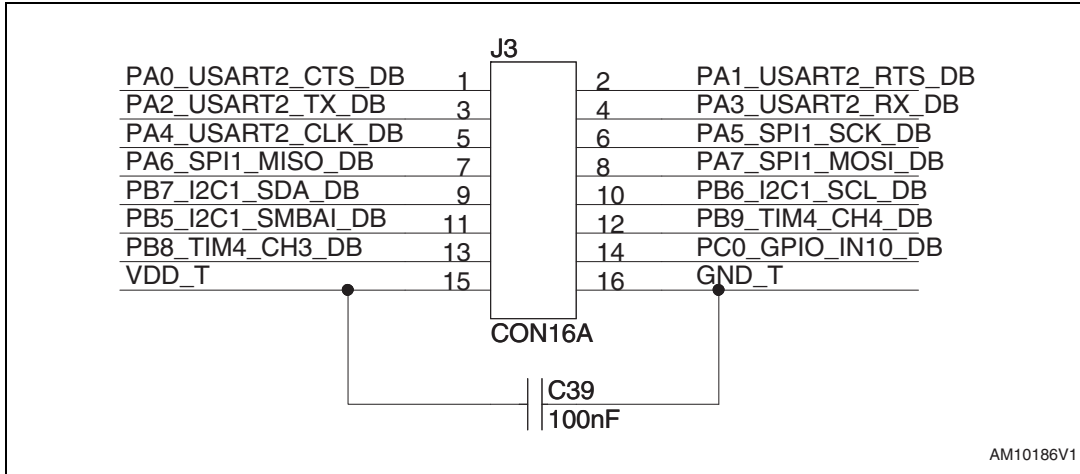 J3
PA0_USART2_CTS_DB 1 2 PA1_USART2_RTS_DB
PA2_USART2_TX_DB 3 4 PA3_USART2_RX_DB
PA4_USART2_CLK_DB 5 6 PA5_SPI1_SCK_DB
PA6_SPI1_MISO_DB 7 8 PA7_SPI1_MOSI_DB
PB7_I2C1_SDA_DB 9 10 PB6_I2C1_SCL_DB
PB5_I2C1_SMBAI_DB 11 12 PB9_TIM4_CH4_DB
PB8_TIM4_CH3_DB 13 14 PC0_GPIO_IN10_DB
VDD_T 15 16 GND_T
CON16A
C39
100nF
AM10186V1